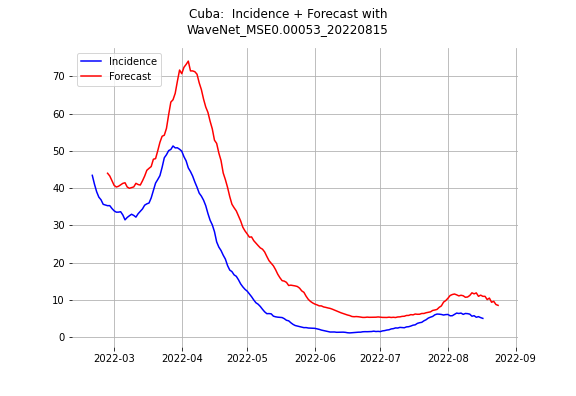 Cuba:  Incidence + Forecast with
WaveNet_MSE0.00053_20220815
Incidence
Forecast
70
60
50
40
30
20
10
0
2022-03 2022-04 2022-05 2022-06 2022-07 2022-08 2022-09